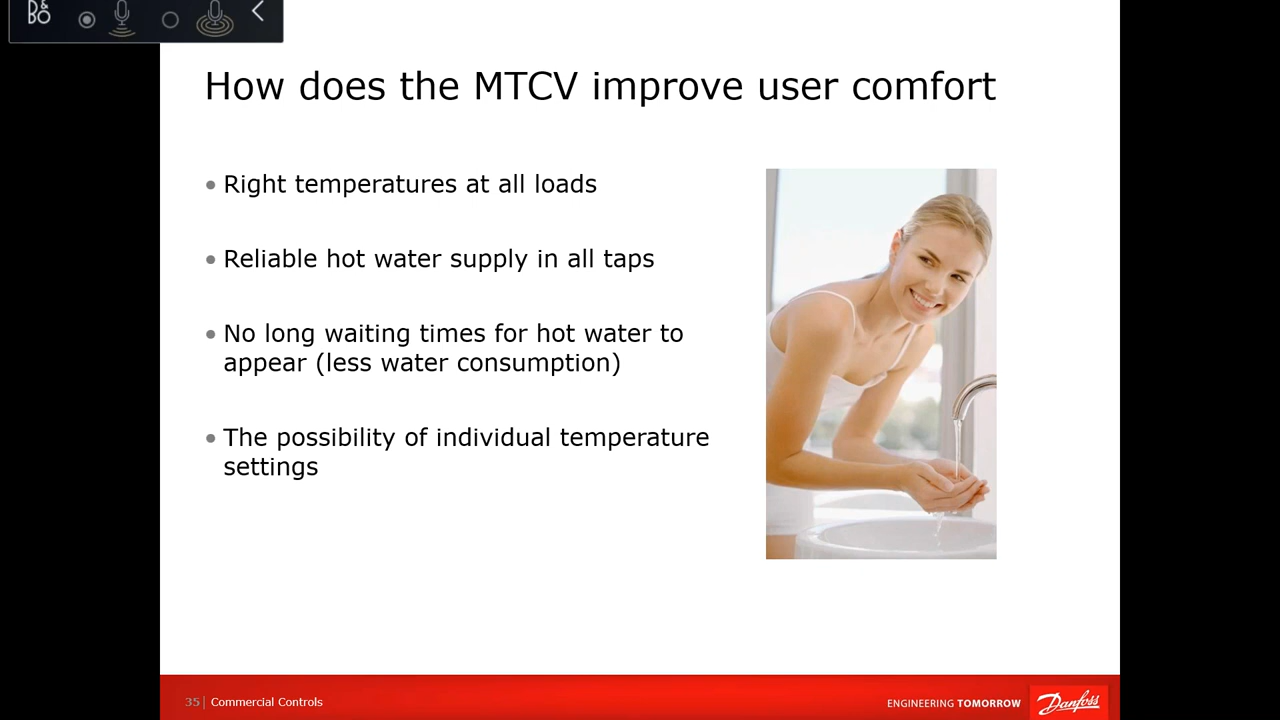 B&O
How does the MTCV improve user comfort
• Right temperatures at all loads
• Reliable hot water supply in all taps
• No long waiting times for hot water to
appear (less water consumption)
• The possibility of individual temperature
settings
35 | Commercial Controls
ENGINEERING TOMORROW
Danfoss